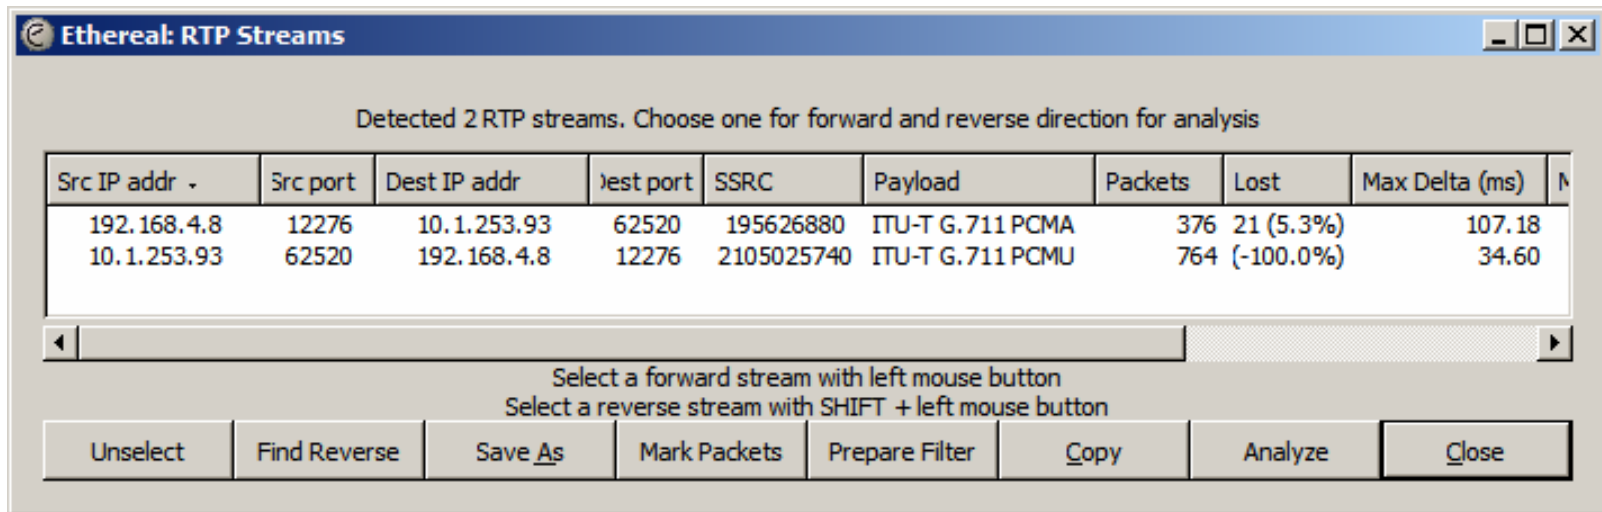 Ethereal: RTP Streams
Detected 2 RTP streams. Choose one for forward and reverse direction for analysis
Src IP addr Src port Dest IP addr Dest port SSRC Payload Packets Lost Max Delta (ms) M
192.168.4.8 12276 10.1.253.93 62520 195626880 ITU-T G.711 PCMA 376 21 (5.3%) 107.18
10.1.253.93 62520 192.168.4.8 12276 2105025740 ITU-T G.711 PCMU 764 (-100.0%) 34.60
Select a forward stream with left mouse button
Select a reverse stream with SHIFT + left mouse button
Unselect Find Reverse Save As Mark Packets Prepare Filter Copy Analyze Close